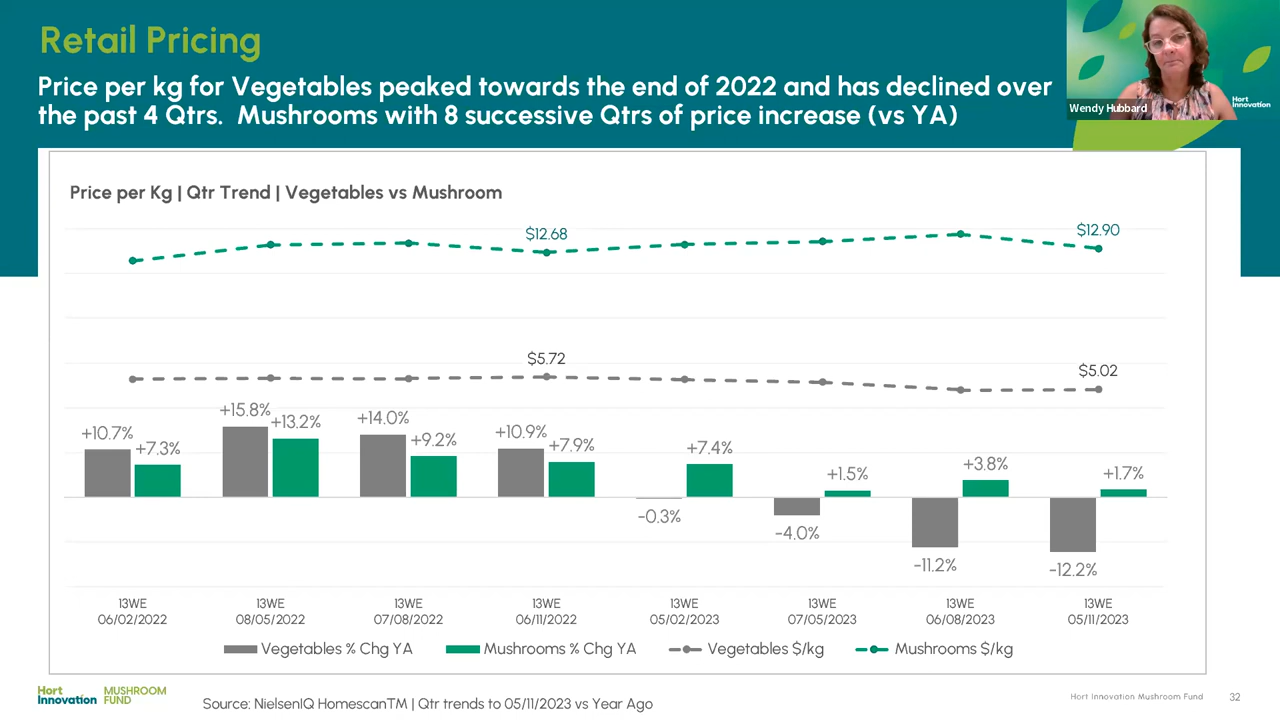 Retail Pricing
Price per kg for Vegetables peaked towards the end of 2022 and has declined over
the past 4 Qtrs.  Mushrooms with 8 successive Qtrs of price increase (vs YA)
Wendy Hubbard
Hort
Innovation
Price per Kg | Qtr Trend | Vegetables vs Mushroom
$12.68
$12.90
$5.72
$5.02
+10.7%
+7.3%
+15.8%
+13.2%
+14.0%
+9.2%
+10.9%
+7.9%
-0.3%
+7.4%
-4.0%
+1.5%
-11.2%
+3.8%
-12.2%
+1.7%
13WE
06/02/2022
13WE
08/05/2022
13WE
07/08/2022
13WE
06/11/2022
13WE
05/02/2023
13WE
07/05/2023
13WE
06/08/2023
13WE
05/11/2023
Vegetables % Chg YA
Mushrooms % Chg YA
Vegetables $/kg
Mushrooms $/kg
Hort
Innovation
MUSHROOM
FUND
Source: NielsenIQ HomescanTM | Qtr trends to 05/11/2023 vs Year Ago
Hort Innovation Mushroom Fund
32